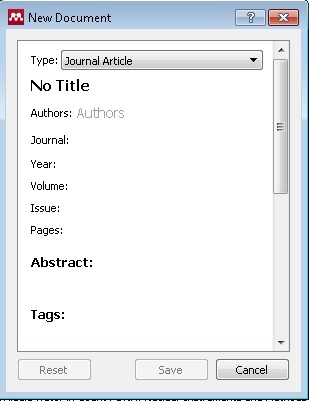 New Document
Type: Journal Article
No Title
Authors: Authors
Journal:
Year:
Volume:
Issue:
Pages:
Abstract:
Tags:
Reset Save Cancel